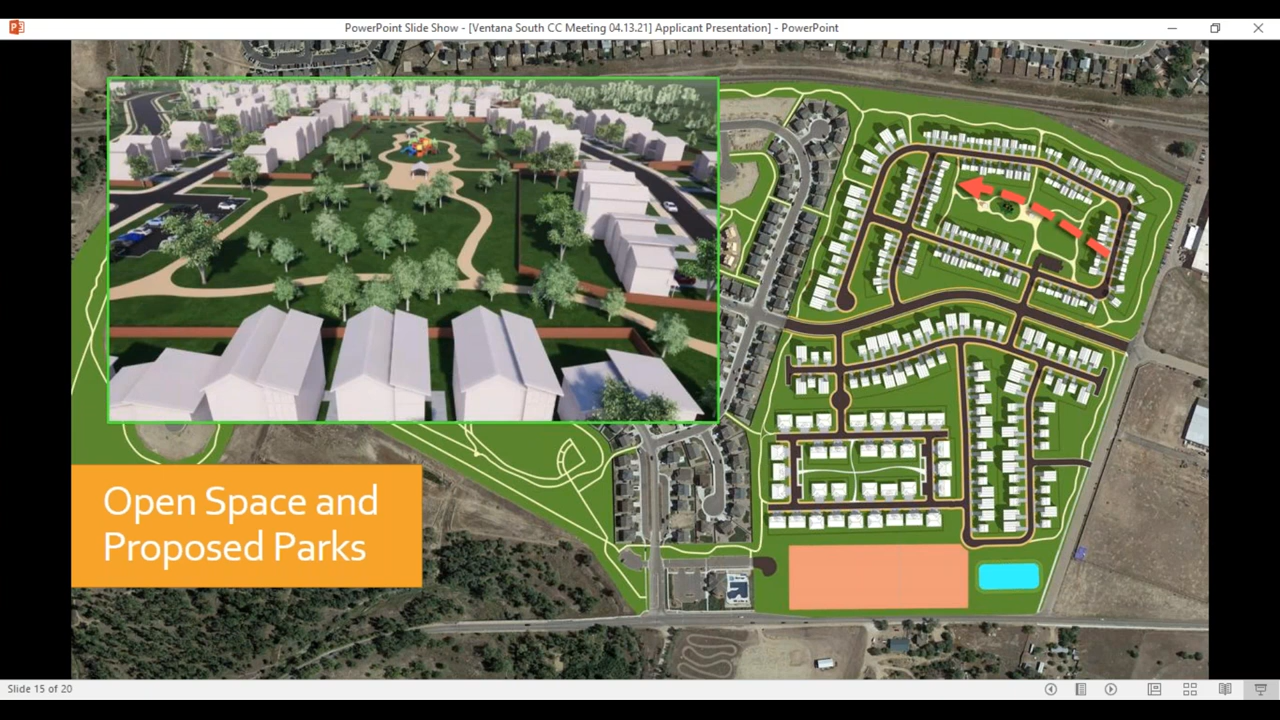 PowerPoint Slide Show - [Ventana South CC Meeting 04.13.21] Applicant Presentation] - PowerPoint
Open Space and
Proposed Parks
Slide 15 of 20